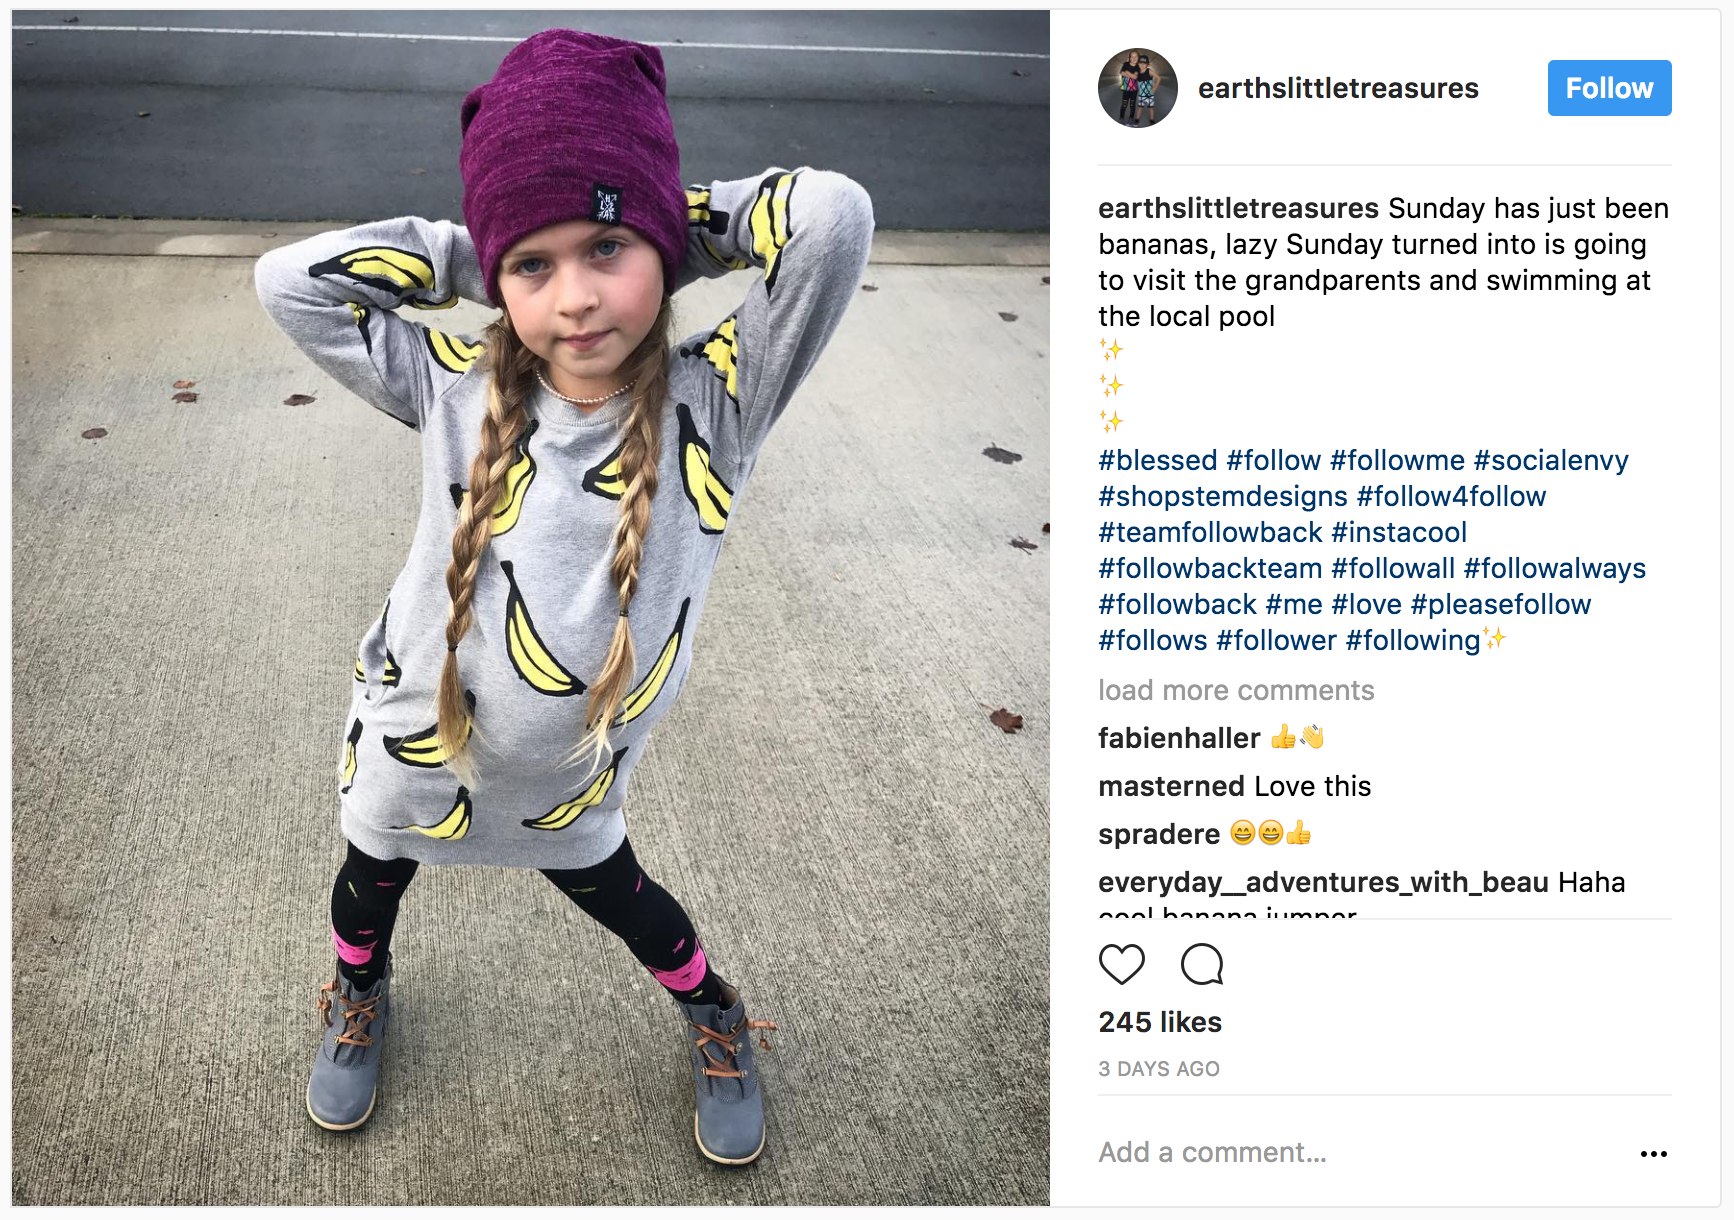 earthslittletreasures
Follow
earthslittletreasures Sunday has just been
bananas, lazy Sunday turned into is going
to visit the grandparents and swimming at
the local pool
✨
✨
✨
#blessed #follow #followme #socialenvy
#shopstemdesigns #follow4follow
#teamfollowback #instacool
#followbackteam #followall #followalways
#followback #me #love #pleasefollow
#follows #follower #following✨
load more comments
fabienhaller 👍👋
masterned Love this
spradere 😄😄👍
everyday__adventures_with_beau Haha
cool banana jumper
245 likes
3 DAYS AGO
Add a comment...